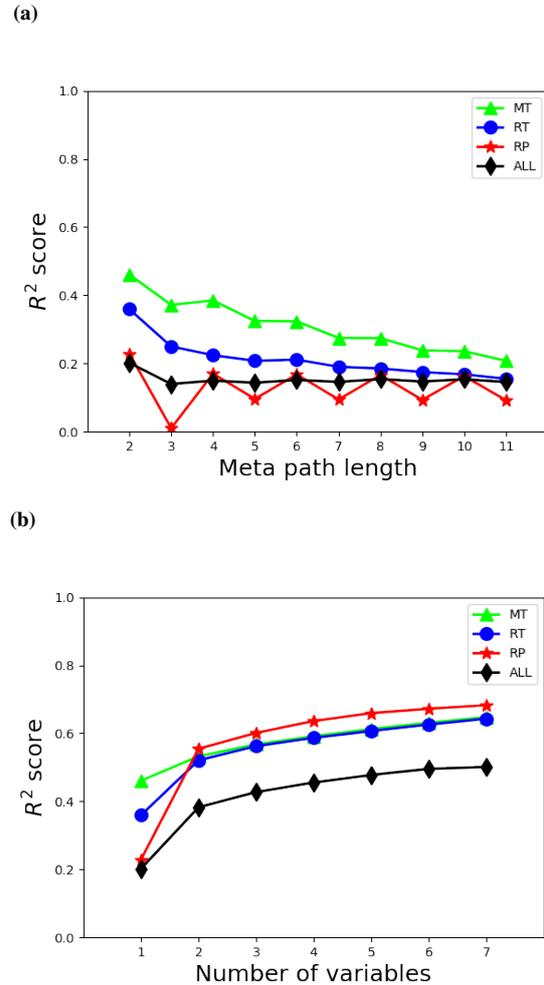 (a)
1.0
0.8
0.6
0.4
0.2
0.0
R² score
MT
RT
RP
ALL
2 3 4 5 6 7 8 9 10 11
Meta path length
(b)
1.0
0.8
0.6
0.4
0.2
0.0
R² score
MT
RT
RP
ALL
1 2 3 4 5 6 7
Number of variables